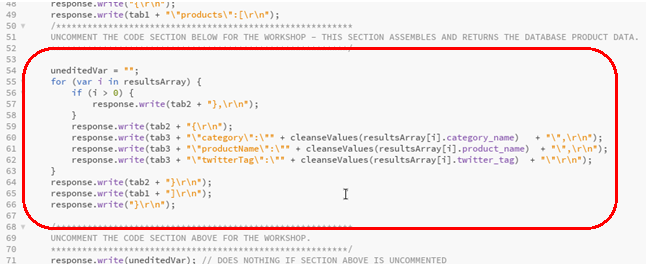 48 response.write("{\r\n");
49 response.write(tab1 + "\"products\":[\r\n");
50 /*********************************************************
51 UNCOMMENT THE CODE SECTION BELOW FOR THE WORKSHOP - THIS SECTION ASSEMBLES AND RETURNS THE DATABASE PRODUCT DATA.
52 *********************************************************/
53
54 uneditedVar = "";
55 for (var i in resultsArray) {
56 if (i > 0) {
57 response.write(tab2 + "},\r\n");
58 }
59 response.write(tab2 + "{\r\n");
60 response.write(tab3 + "\"category\":\"" + cleanseValues(resultsArray[i].category_name) + "\",\r\n");
61 response.write(tab3 + "\"productName\":\"" + cleanseValues(resultsArray[i].product_name) + "\",\r\n");
62 response.write(tab3 + "\"twitterTag\":\"" + cleanseValues(resultsArray[i].twitter_tag) + "\"\r\n");
63 }
64 response.write(tab2 + "}\r\n");
65 response.write(tab1 + "]\r\n");
66 response.write("}\r\n");
67
68 /*********************************************************
69 UNCOMMENT THE CODE SECTION ABOVE FOR THE WORKSHOP.
70 *********************************************************/
71 response.write(uneditedVar); // DOES NOTHING IF SECTION ABOVE IS UNCOMMENTED